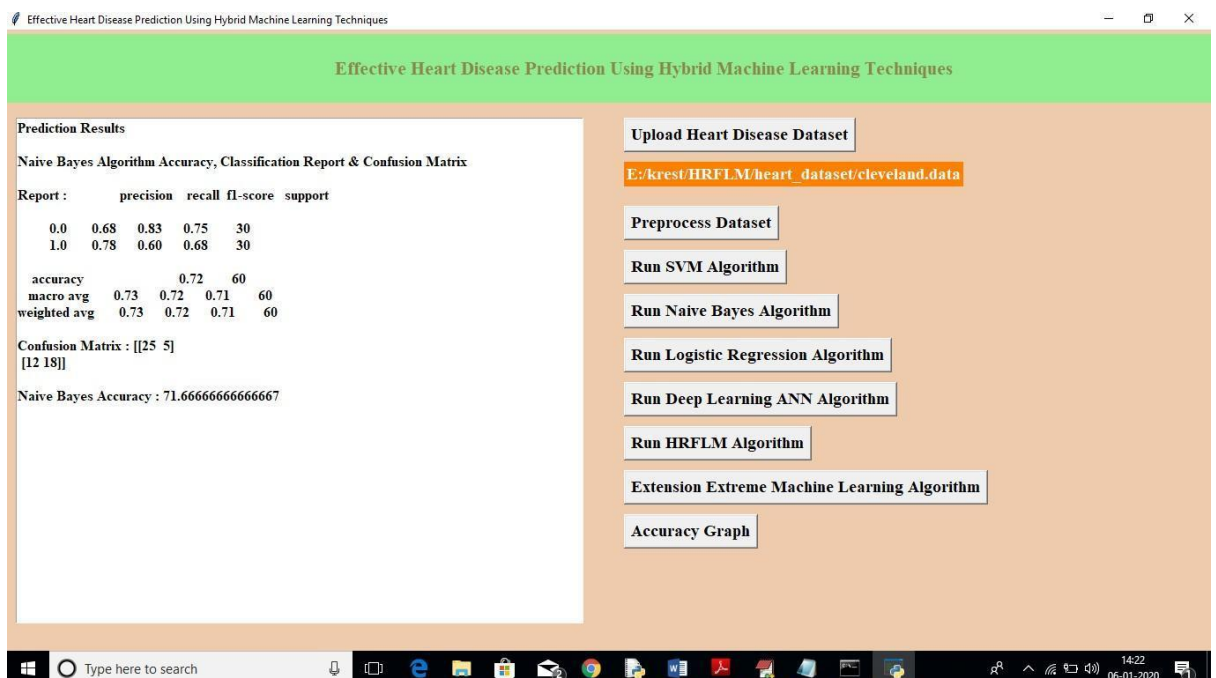 Effective Heart Disease Prediction Using Hybrid Machine Learning Techniques
Effective Heart Disease Prediction Using Hybrid Machine Learning Techniques
Prediction Results
Naive Bayes Algorithm Accuracy, Classification Report & Confusion Matrix
Report : precision recall f1-score support
0.0 0.68 0.83 0.75 30
1.0 0.78 0.60 0.68 30
accuracy 0.72 60
macro avg 0.73 0.72 0.71 60
weighted avg 0.73 0.72 0.71 60
Confusion Matrix : [[25 5]
[12 18]]
Naive Bayes Accuracy : 71.66666666666667
Upload Heart Disease Dataset
E:/krest/HRFLM/heart_dataset/cleveland.data
Preprocess Dataset
Run SVM Algorithm
Run Naive Bayes Algorithm
Run Logistic Regression Algorithm
Run Deep Learning ANN Algorithm
Run HRFLM Algorithm
Extension Extreme Machine Learning Algorithm
Accuracy Graph
Type here to search
14:22
06-01-2020